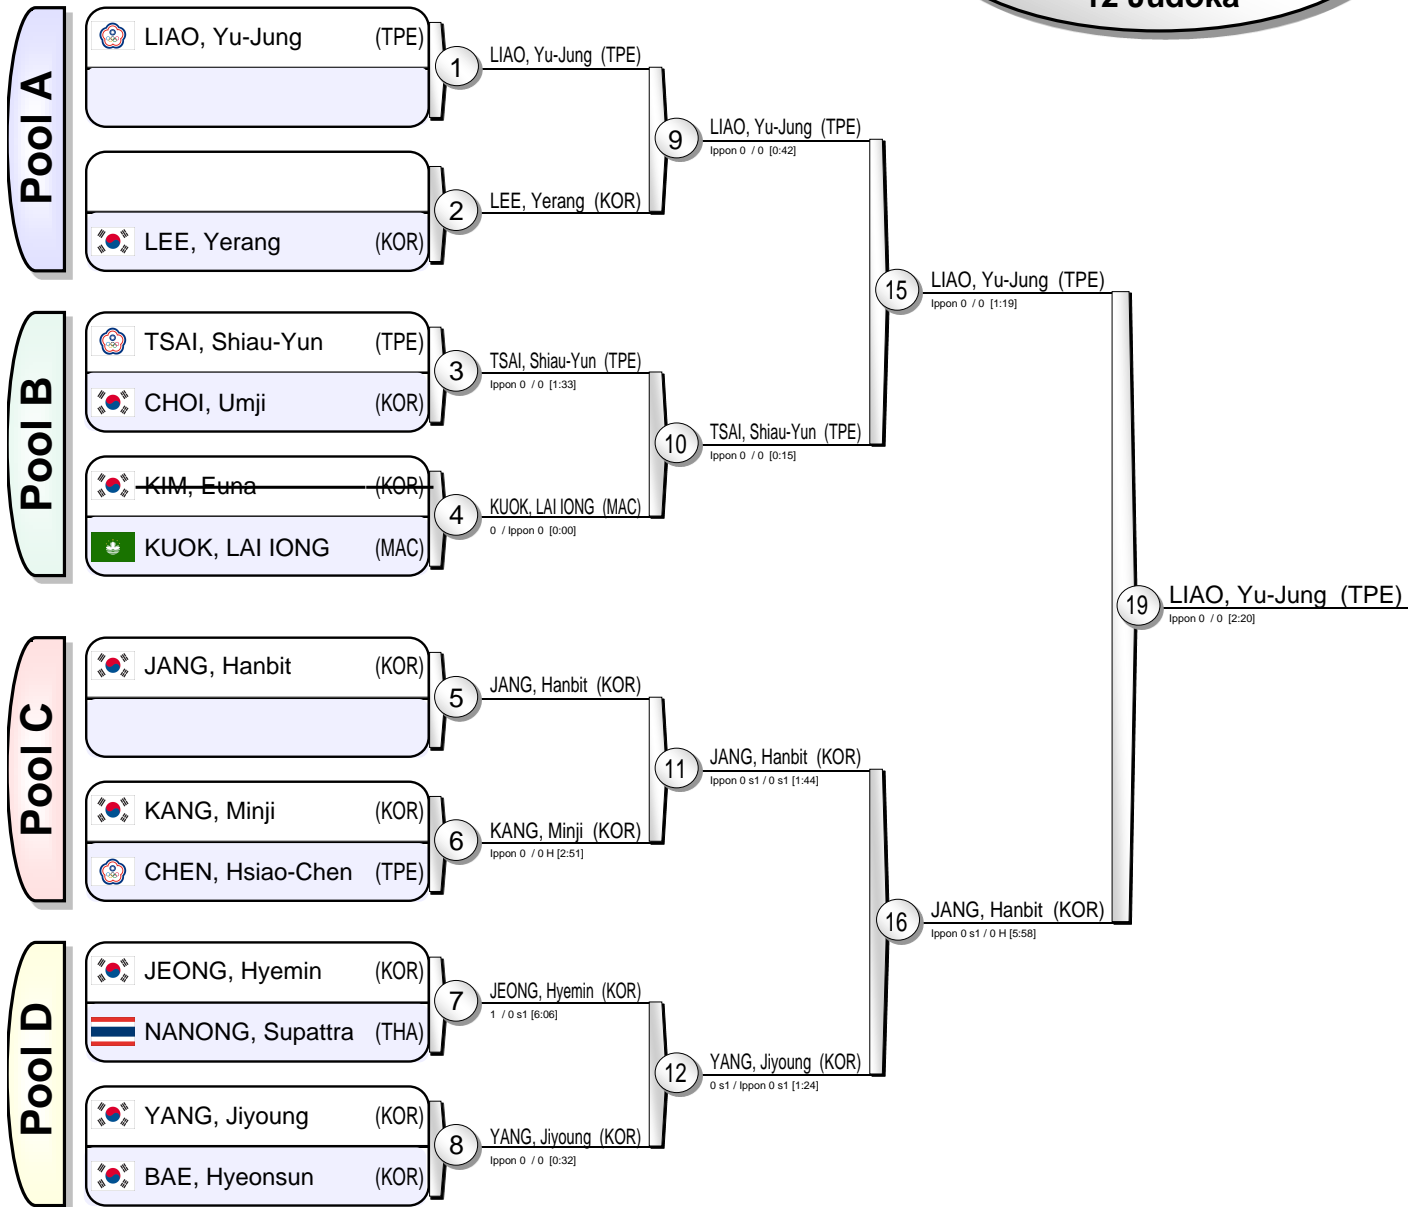 12 Judoka
Pool A
LIAO, Yu-Jung (TPE)
1
LIAO, Yu-Jung (TPE)
9
LIAO, Yu-Jung (TPE)
Ippon 0 / 0 [0:42]
2
LEE, Yerang (KOR)
LEE, Yerang (KOR)
15
LIAO, Yu-Jung (TPE)
Ippon 0 / 0 [1:19]
Pool B
TSAI, Shiau-Yun (TPE)
3
TSAI, Shiau-Yun (TPE)
Ippon 0 / 0 [1:33]
CHOI, Umji (KOR)
10
TSAI, Shiau-Yun (TPE)
Ippon 0 / 0 [0:15]
KIM, Euna (KOR)
4
KUOK, LAI IONG (MAC)
0 / Ippon 0 [0:00]
KUOK, LAI IONG (MAC)
19
LIAO, Yu-Jung (TPE)
Ippon 0 / 0 [2:20]
Pool C
JANG, Hanbit (KOR)
5
JANG, Hanbit (KOR)
11
JANG, Hanbit (KOR)
Ippon 0 s1 / 0 s1 [1:44]
KANG, Minji (KOR)
6
KANG, Minji (KOR)
Ippon 0 / 0 H [2:51]
CHEN, Hsiao-Chen (TPE)
16
JANG, Hanbit (KOR)
Ippon 0 s1 / 0 H [5:58]
Pool D
JEONG, Hyemin (KOR)
7
JEONG, Hyemin (KOR)
1 / 0 s1 [6:06]
NANONG, Supattra (THA)
12
YANG, Jiyoung (KOR)
0 s1 / Ippon 0 s1 [1:24]
YANG, Jiyoung (KOR)
8
YANG, Jiyoung (KOR)
Ippon 0 / 0 [0:32]
BAE, Hyeonsun (KOR)